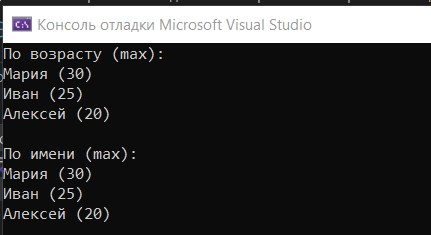 Консоль отладки Microsoft Visual Studio
По возрасту (max):
Мария (30)
Иван (25)
Алексей (20)
По имени (max):
Мария (30)
Иван (25)
Алексей (20)